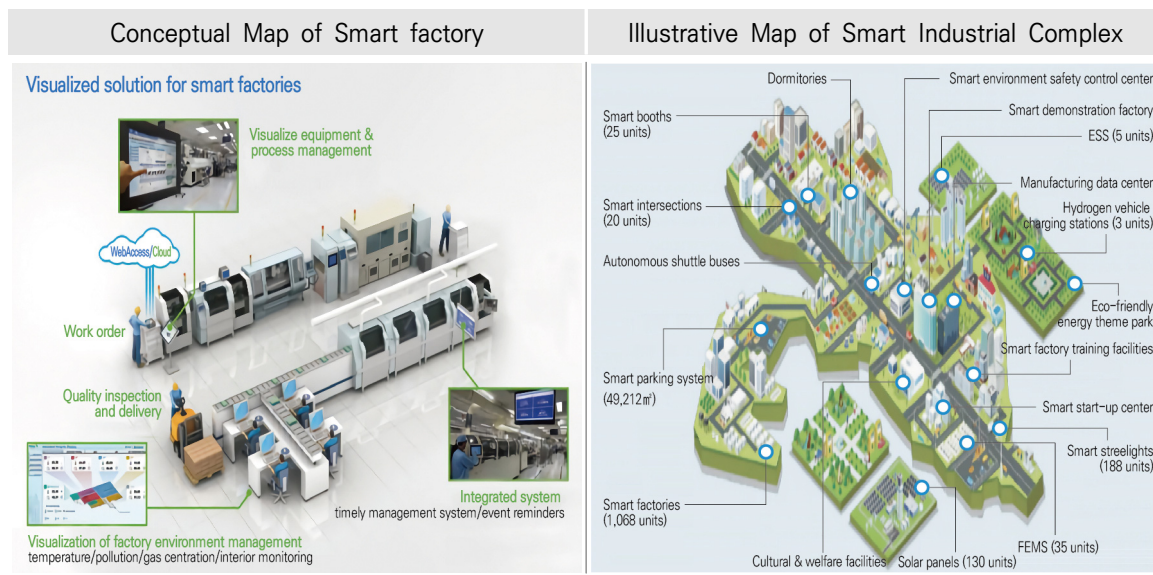 Conceptual Map of Smart factory
Visualized solution for smart factories
Visualize equipment &
process management
WebAccess/Cloud
Work order
Quality inspection
and delivery
Integrated system
timely management system/event reminders
Visualization of factory environment management
temperature/pollution/gas centration/interior monitoring
Illustrative Map of Smart Industrial Complex
Dormitories
Smart environment safety control center
Smart booths
(25 units)
Smart demonstration factory
ESS (5 units)
Manufacturing data center
Smart intersections
(20 units)
Hydrogen vehicle
charging stations (3 units)
Autonomous shuttle buses
Eco-friendly
energy theme park
Smart factory training facilities
Smart parking system
(49,212㎡)
Smart start-up center
Smart streelights
(188 units)
Smart factories
(1,068 units)
FEMS (35 units)
Cultural & welfare facilities
Solar panels (130 units)